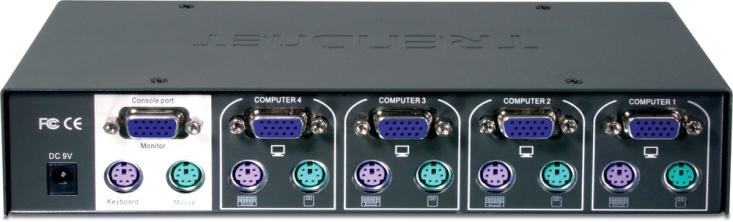 TRENDNET
Console port
COMPUTER 4
COMPUTER 3
COMPUTER 2
COMPUTER 1
FC CE
Monitor
DC 9V
Keyboard
Mouse